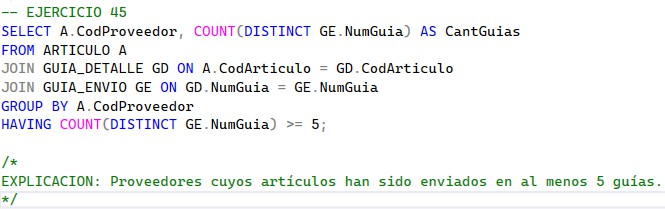 -- EJERCICIO 45
SELECT A.CodProveedor, COUNT(DISTINCT GE.NumGuia) AS CantGuias
FROM ARTICULO A
JOIN GUIA_DETALLE GD ON A.CodArticulo = GD.CodArticulo
JOIN GUIA_ENVIO GE ON GD.NumGuia = GE.NumGuia
GROUP BY A.CodProveedor
HAVING COUNT(DISTINCT GE.NumGuia) >= 5;

/*
EXPLICACION: Proveedores cuyos artículos han sido enviados en al menos 5 guías.
*/